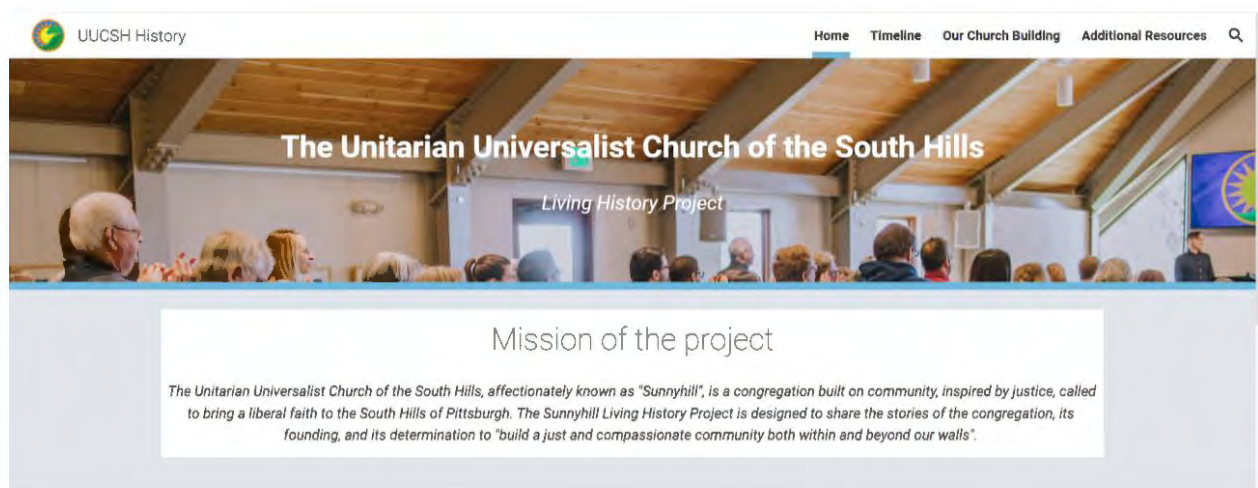 UUCSH History
Home Timeline Our Church Building Additional Resources
The Unitarian Universalist Church of the South Hills
Living History Project
Mission of the project
The Unitarian Universalist Church of the South Hills, affectionately known as "Sunnyhill", is a congregation built on community, inspired by justice, called
to bring a liberal faith to the South Hills of Pittsburgh. The Sunnyhill Living History Project is designed to share the stories of the congregation, its
founding, and its determination to "build a just and compassionate community both within and beyond our walls".